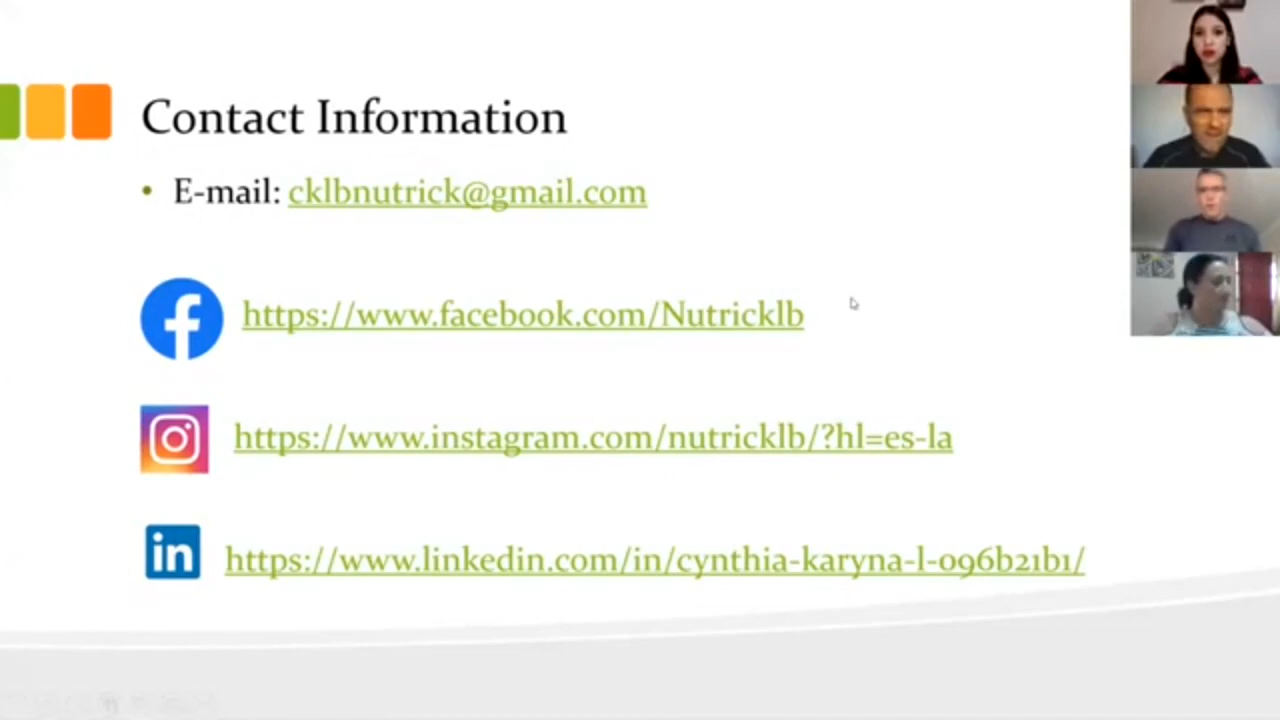 Contact Information
• E-mail: cklbnutrick@gmail.com
https://www.facebook.com/Nutricklb
https://www.instagram.com/nutricklb/?hl=es-la
in https://www.linkedin.com/in/cynthia-karyna-l-096b21b1/